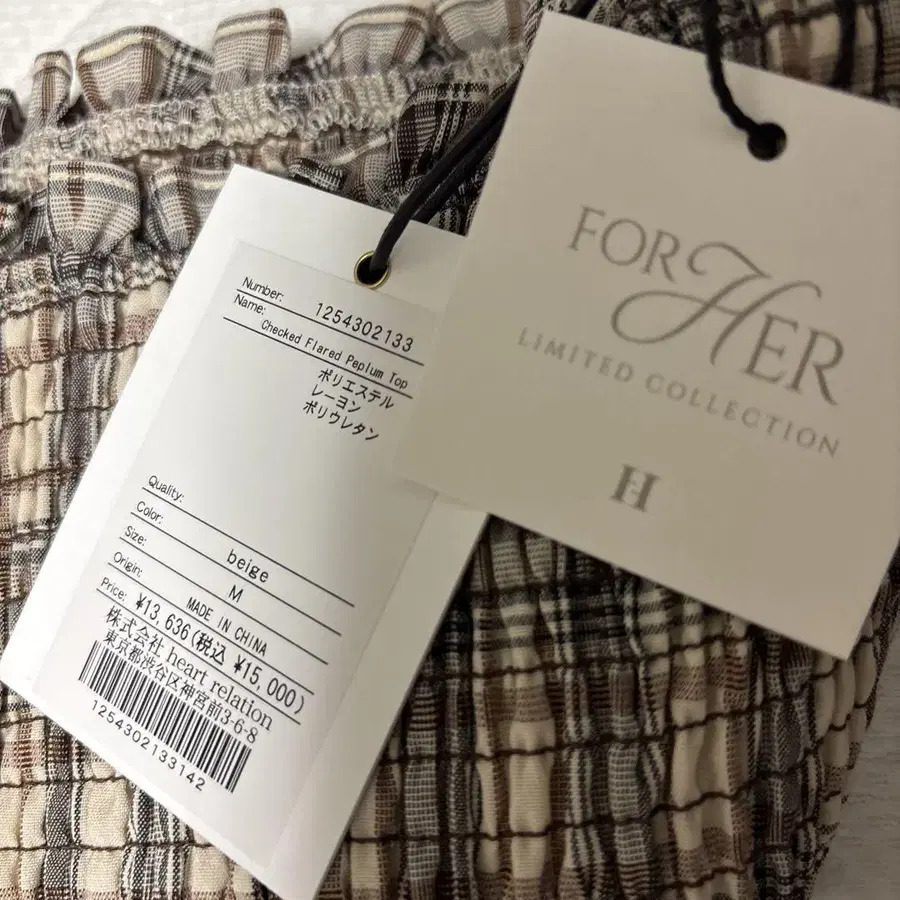 Number: 1254302133
Name: Checked Flared Peplum Top
ポリエステル
レーヨン
ポリウレタン
Quality:
Color: beige
Size: M
Origin: MADE IN CHINA
Price: ¥13,636(税込 ¥15,000)
株式会社 heart relation
東京都渋谷区神宮前3-6-8
1254302133142
FOR HER
LIMITED COLLECTION
H